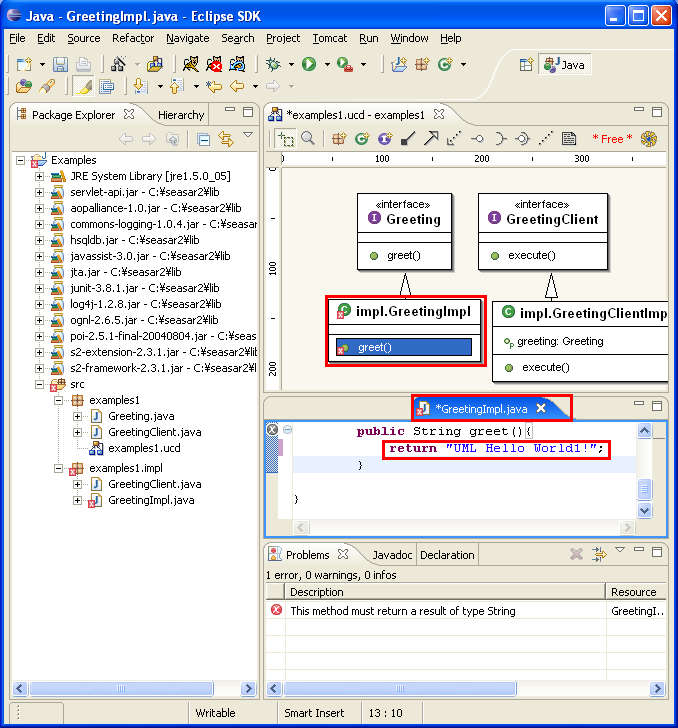 Java - GreetingImpl.java - Eclipse SDK
File Edit Source Refactor Navigate Search Project Tomcat Run Window Help
Java
Package Explorer
Hierarchy
Examples
JRE System Library [jre1.5.0_05]
servlet-api.jar - C:¥seasar2¥lib
aopalliance-1.0.jar - C:¥seasar2¥lib
commons-logging-1.0.4.jar - C:¥seasar2¥lib
hsqldb.jar - C:¥seasar2¥lib
javassist-3.0.jar - C:¥seasar2¥lib
jta.jar - C:¥seasar2¥lib
junit-3.8.1.jar - C:¥seasar2¥lib
log4j-1.2.8.jar - C:¥seasar2¥lib
ognl-2.6.5.jar - C:¥seasar2¥lib
poi-2.5.1-final-20040804.jar - C:¥seasar2¥lib
s2-extension-2.3.1.jar - C:¥seasar2¥lib
s2-framework-2.3.1.jar - C:¥seasar2¥lib
src
examples1
Greeting.java
GreetingClient.java
examples1.ucd
examples1.impl
GreetingClient.java
GreetingImpl.java
*examples1.ucd - examples1
* Free *
0 100 200 300
0
100
200
«interface»
Greeting
greet()
«interface»
GreetingClient
execute()
impl.GreetingImpl
greet()
impl.GreetingClientImp
greeting: Greeting
execute()
*GreetingImpl.java
public String greet(){
return "UML Hello World1!";
}
}
Problems
Javadoc
Declaration
1 error, 0 warnings, 0 infos
Description Resource
This method must return a result of type String GreetingI...
Writable Smart Insert 13 : 10